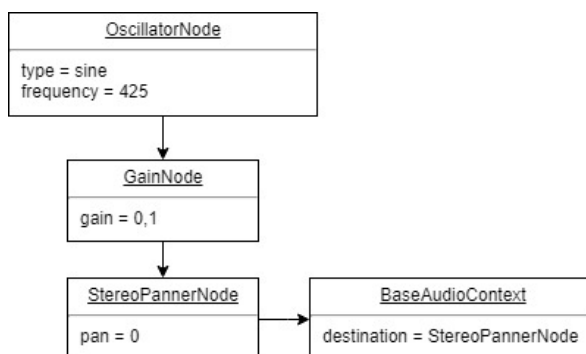 OscillatorNode
type = sine
frequency = 425
GainNode
gain = 0,1
StereoPannerNode
pan = 0
BaseAudioContext
destination = StereoPannerNode